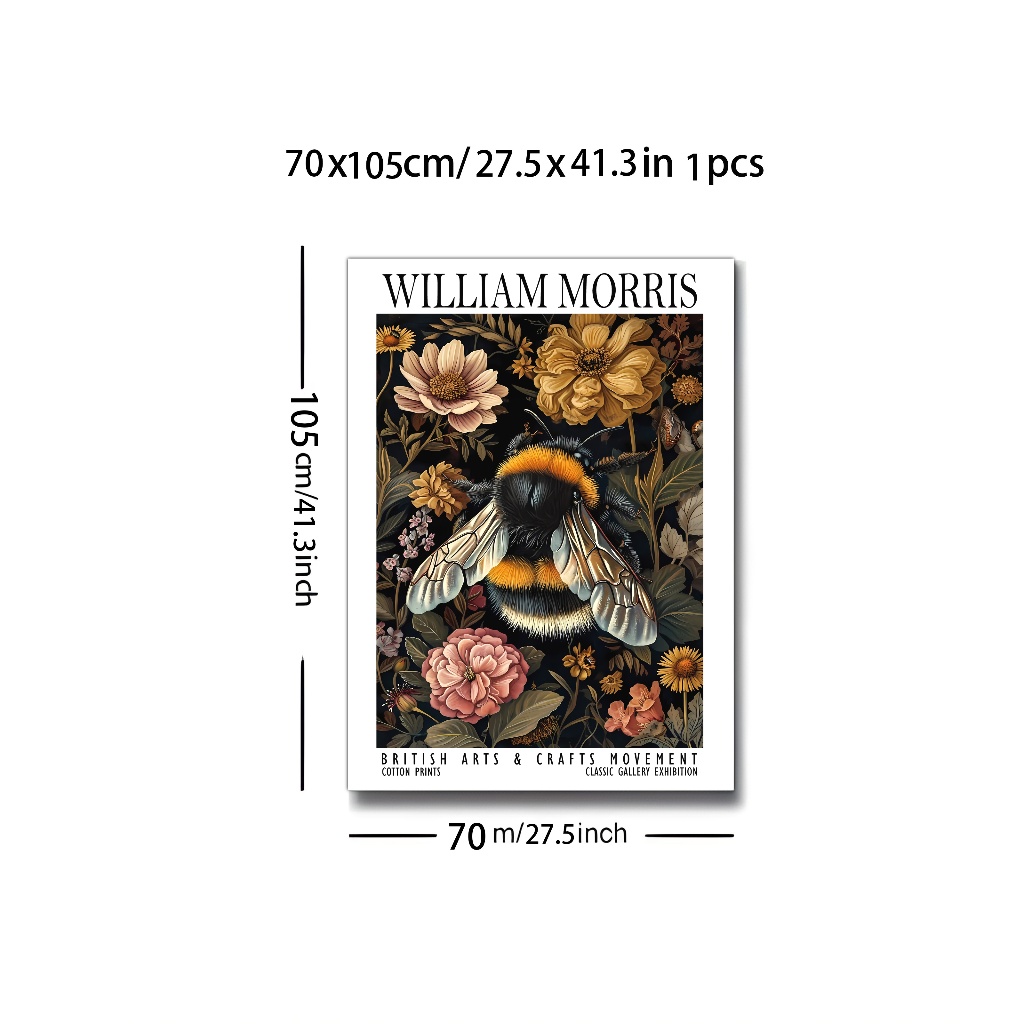 70x105cm/27.5x41.3in 1pcs
WILLIAM MORRIS
105cm/41.3inch
BRITISH ARTS & CRAFTS MOVEMENT
COTTON PRINTS
CLASSIC GALLERY EXHIBITION
70 m/27.5inch